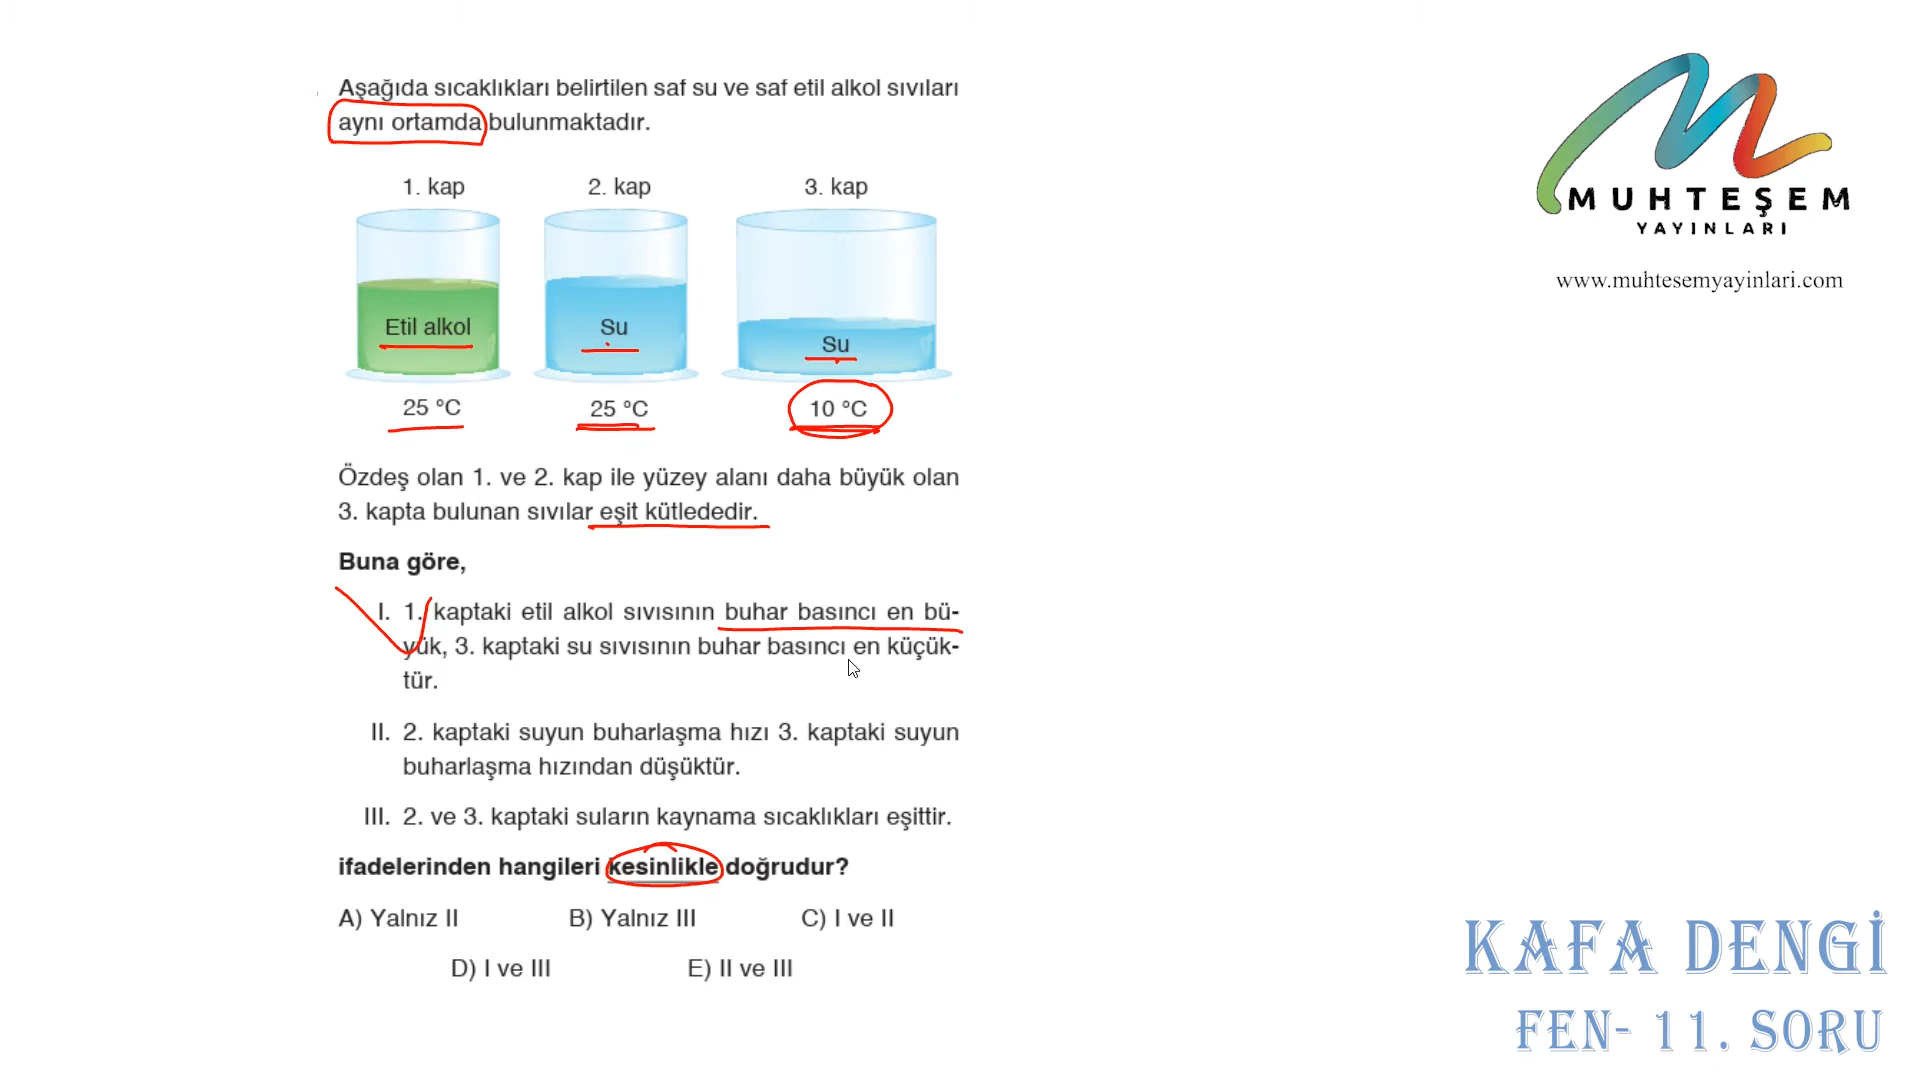 Aşağıda sıcaklıkları belirtilen saf su ve saf etil alkol sıvıları
aynı ortamda bulunmaktadır.
1. kap
2. kap
3. kap
Etil alkol
Su
Su
25 °C
25 °C
10 °C
Özdeş olan 1. ve 2. kap ile yüzey alanı daha büyük olan
3. kapta bulunan sıvılar eşit kütlededir.
Buna göre,
I. 1. kaptaki etil alkol sıvısının buhar basıncı en bü-
yük, 3. kaptaki su sıvısının buhar basıncı en küçük-
tür.
II. 2. kaptaki suyun buharlaşma hızı 3. kaptaki suyun
buharlaşma hızından düşüktür.
III. 2. ve 3. kaptaki suların kaynama sıcaklıkları eşittir.
ifadelerinden hangileri kesinlikle doğrudur?
A) Yalnız II
B) Yalnız III
C) I ve II
D) I ve III
E) II ve III
MUHTEŞEM
YAYINLARI
www.muhtesemyayinlari.com
KAFA DENGİ
FEN- 11. SORU